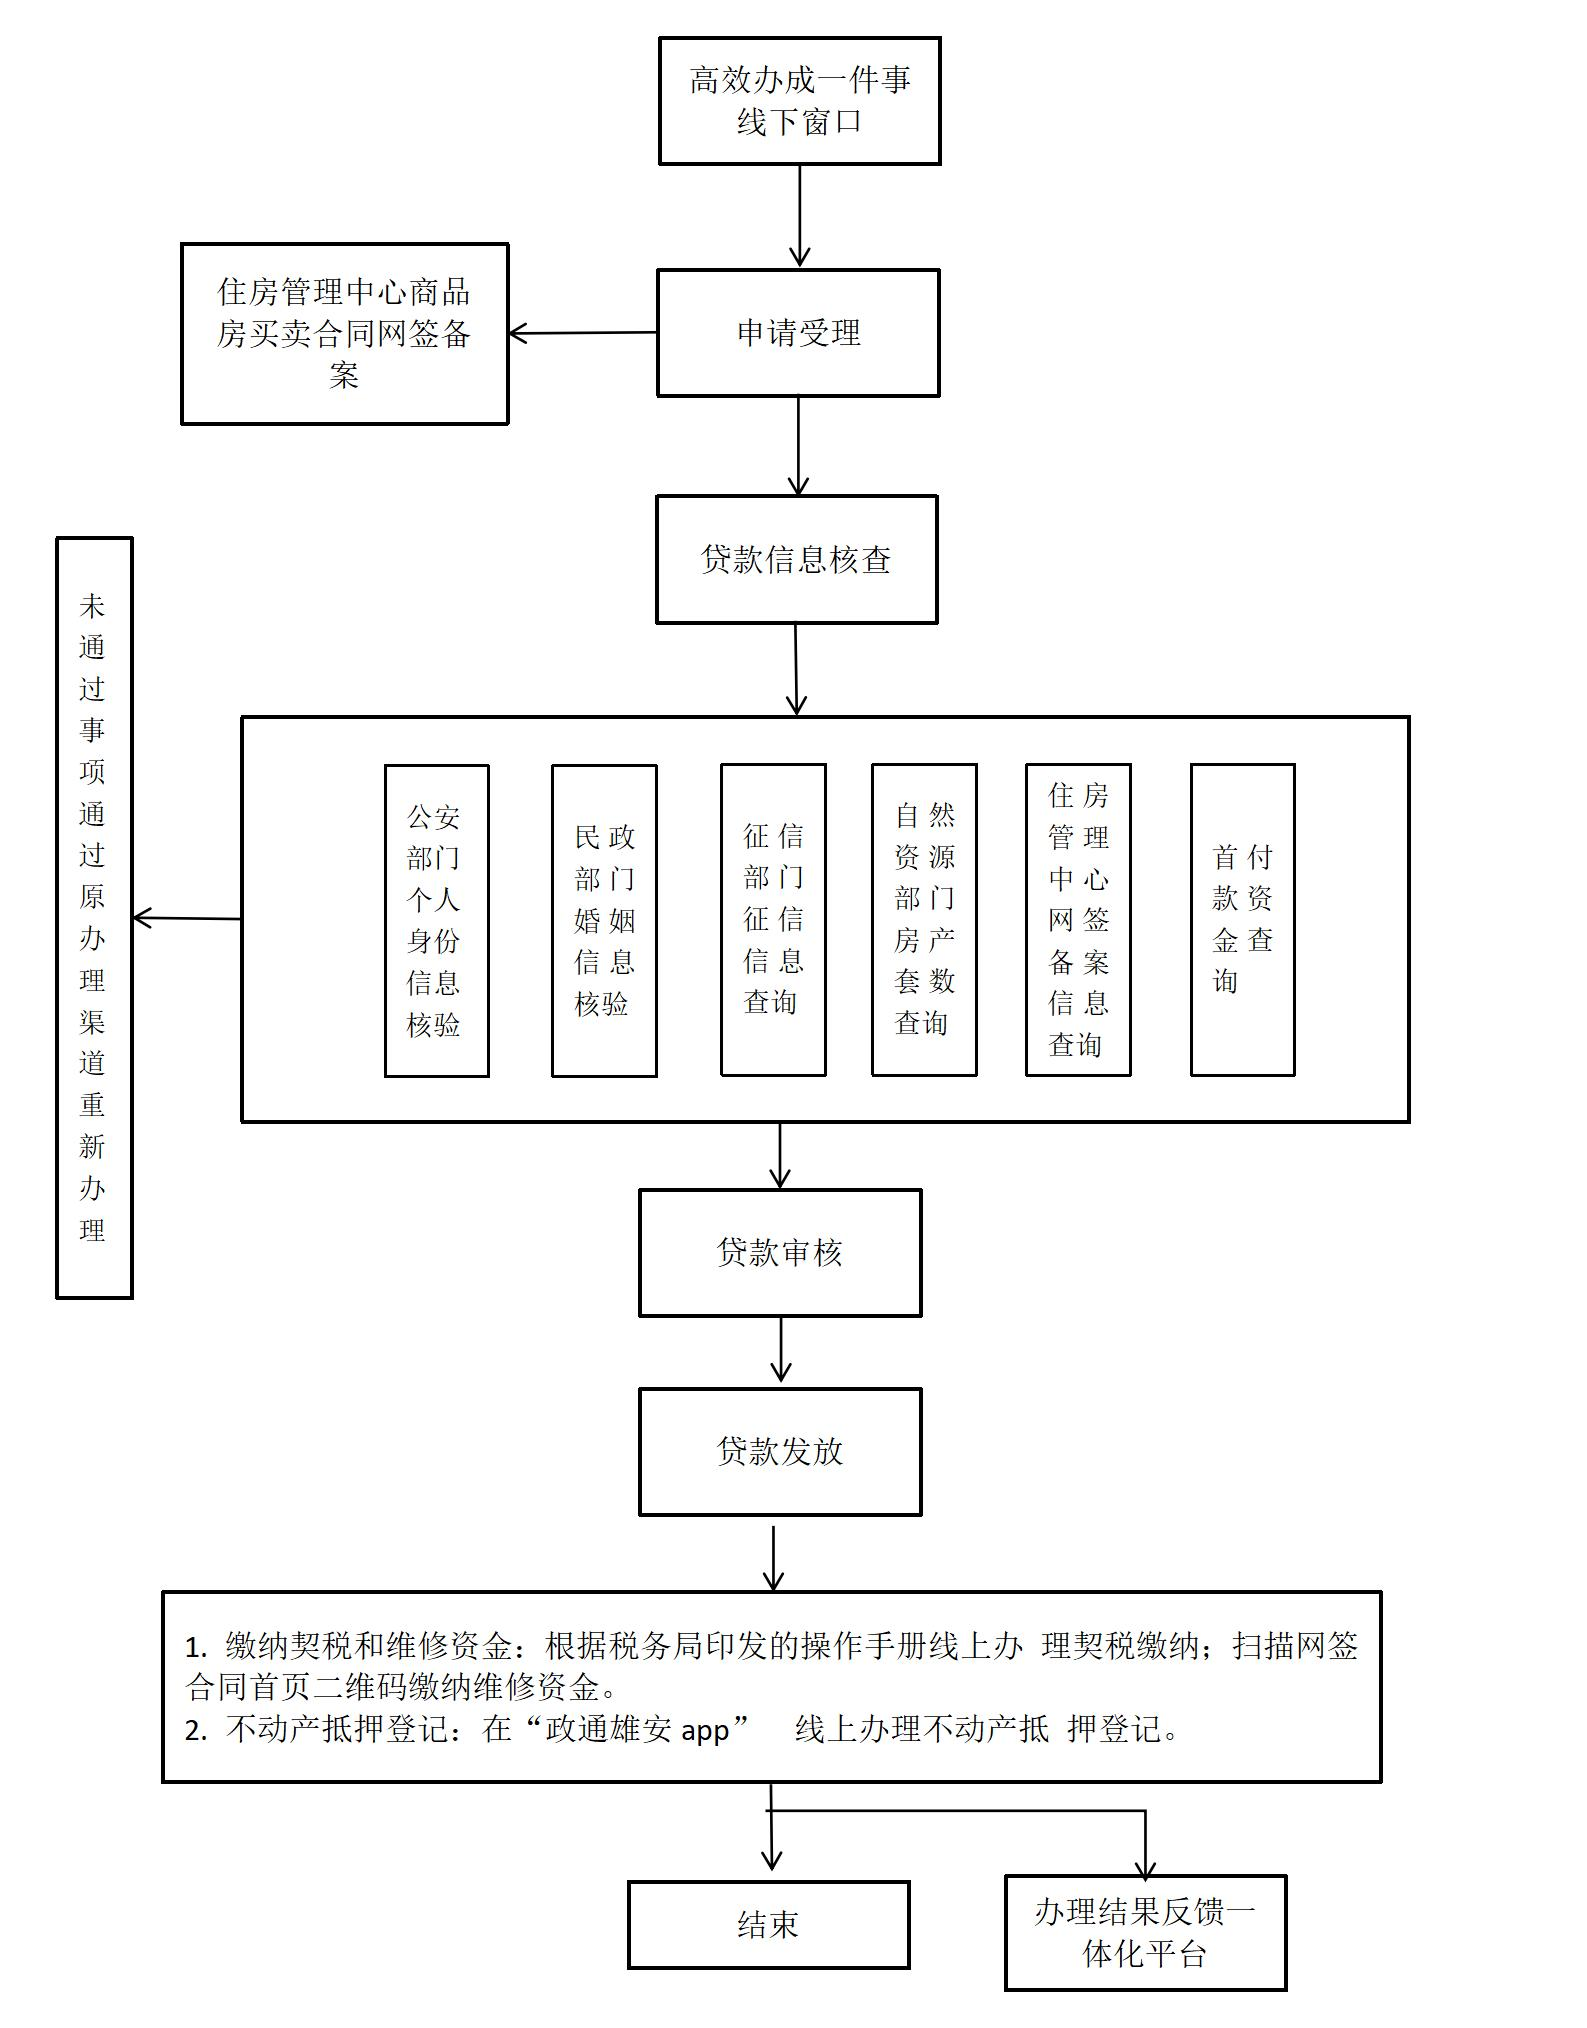 高效办成一件事
线下窗口
住房管理中心商品
房买卖合同网签备
案
申请受理
贷款信息核查
未
通
过
事
项
通
过
原
办
理
渠
道
重
新
办
理
公安
部门
个人
身份
信息
核验
民政
部门
婚姻
信息
核验
征信
部门
征信
信息
查询
自然
资源
部门
房产
套数
查询
住房
管理
中心
网签
备案
信息
查询
首付
款资
金查
询
贷款审核
贷款发放
1. 缴纳契税和维修资金：根据税务局印发的操作手册线上办 理契税缴纳；扫描网签
合同首页二维码缴纳维修资金。
2. 不动产抵押登记：在“政通雄安 app” 线上办理不动产抵 押登记。
结束
办理结果反馈一
体化平台